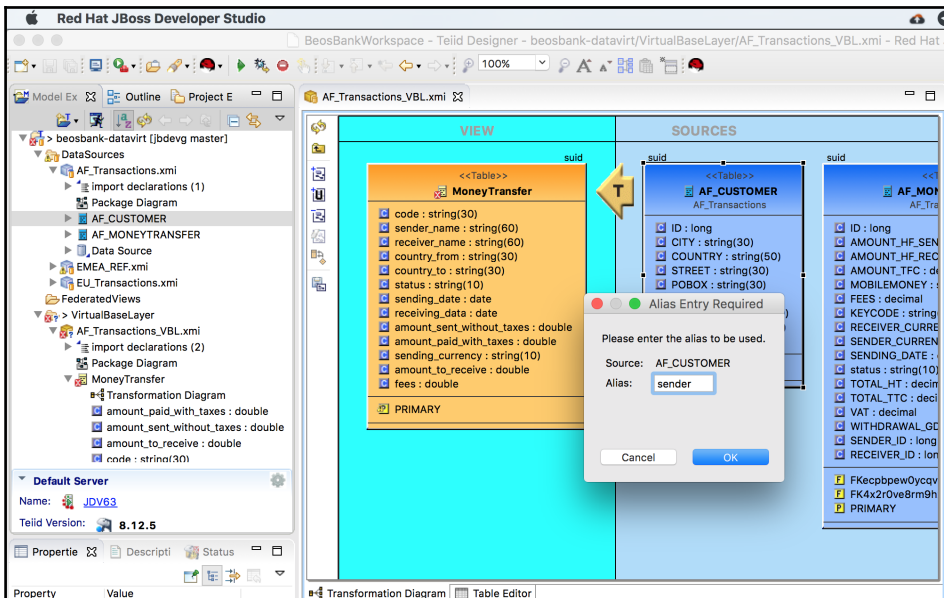 Red Hat JBoss Developer Studio
BeosBankWorkspace - Teiid Designer - beosbank-datavirt/VirtualBaseLayer/AF_Transactions_VBL.xmi - Red Hat
100%
Model Ex
Outline
Project E
AF_Transactions_VBL.xmi
> beosbank-datavirt [jbdevg master]
DataSources
AF_Transactions.xmi
import declarations (1)
Package Diagram
AF_CUSTOMER
AF_MONEYTRANSFER
Data Source
EMEA_REF.xmi
EU_Transactions.xmi
FederatedViews
> VirtualBaseLayer
AF_Transactions_VBL.xmi
import declarations (2)
Package Diagram
MoneyTransfer
Transformation Diagram
amount_paid_with_taxes : double
amount_sent_without_taxes : double
amount_to_receive : double
code : string(30)
Default Server
Name: JDV63
Teiid Version: 8.12.5
Propertie
Descripti
Status
Property Value
VIEW
SOURCES
suid
<<Table>>
MoneyTransfer
code : string(30)
sender_name : string(60)
receiver_name : string(60)
country_from : string(30)
country_to : string(30)
status : string(10)
sending_date : date
receiving_data : date
amount_sent_without_taxes : double
amount_paid_with_taxes : double
sending_currency : string(10)
amount_to_receive : double
fees : double
PRIMARY
T
suid
<<Table>>
AF_CUSTOMER
AF_Transactions
ID : long
CITY : string(30)
COUNTRY : string(50)
STREET : string(30)
POBOX : string(30)
suid
<<T
AF_MON
AF_Tra
ID : long
AMOUNT_HF_SEN
AMOUNT_HF_REC
AMOUNT_TFC : de
MOBILEMONEY : s
FEES : decimal
KEYCODE : string(
RECEIVER_CURRE
SENDER_CURREN
SENDING_DATE :
status : string(10)
TOTAL_HT : decim
TOTAL_TTC : deci
VAT : decimal
WITHDRAWAL_GD
SENDER_ID : long
RECEIVER_ID : lon
FKecpbpew0ycqv
FK4x2r0ve8rm9h
PRIMARY
Alias Entry Required
Please enter the alias to be used.
Source: AF_CUSTOMER
Alias: sender
Cancel
OK
Transformation Diagram
Table Editor